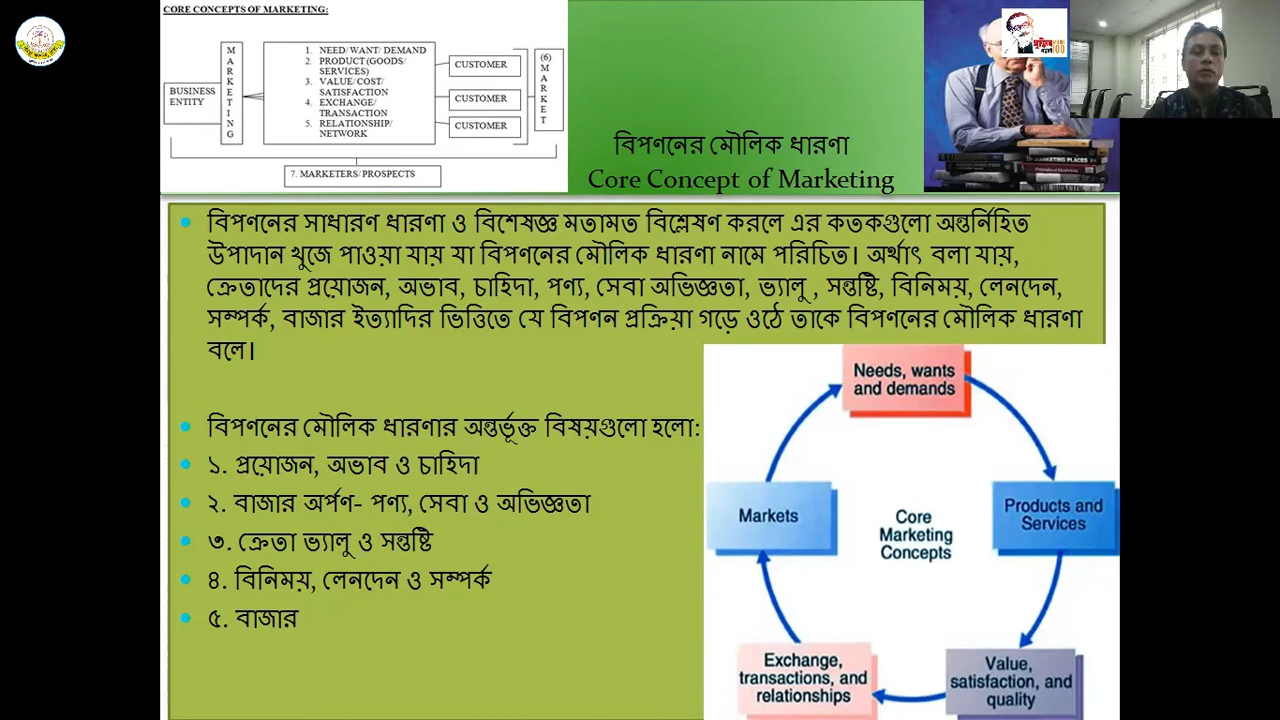 CORE CONCEPTS OF MARKETING:
BUSINESS
ENTITY
MARKETING
1. NEED/ WANT/ DEMAND
2. PRODUCT (GOODS/
SERVICES)
3. VALUE/ COST/
SATISFACTION
4. EXCHANGE/
TRANSACTION
5. RELATIONSHIP/
NETWORK
CUSTOMER
CUSTOMER
CUSTOMER
(6)
MARKET
7. MARKETERS/ PROSPECTS
বিপণনের মৌলিক ধারণা
Core Concept of Marketing
MARKETING PLACES
• বিপণনের সাধারণ ধারণা ও বিশেষজ্ঞ মতামত বিশ্লেষণ করলে এর কতকগুলো অন্তর্নিহিত
উপাদান খুজে পাওয়া যায় যা বিপণনের মৌলিক ধারণা নামে পরিচিত। অর্থাৎ বলা যায়,
ক্রেতাদের প্রয়োজন, অভাব, চাহিদা, পণ্য, সেবা অভিজ্ঞতা, ভ্যালু , সন্তষ্টি, বিনিময়, লেনদেন,
সম্পর্ক, বাজার ইত্যাদির ভিত্তিতে যে বিপণন প্রক্রিয়া গড়ে ওঠে তাকে বিপণনের মৌলিক ধারণা
বলে।
• বিপণনের মৌলিক ধারণার অন্তর্ভূক্ত বিষয়গুলো হলো:
• ১. প্রয়োজন, অভাব ও চাহিদা
• ২. বাজার অর্পণ- পণ্য, সেবা ও অভিজ্ঞতা
• ৩. ক্রেতা ভ্যালু ও সন্তষ্টি
• ৪. বিনিময়, লেনদেন ও সম্পর্ক
• ৫. বাজার
Needs, wants
and demands
Products and
Services
Value,
satisfaction, and
quality
Exchange,
transactions, and
relationships
Markets
Core
Marketing
Concepts